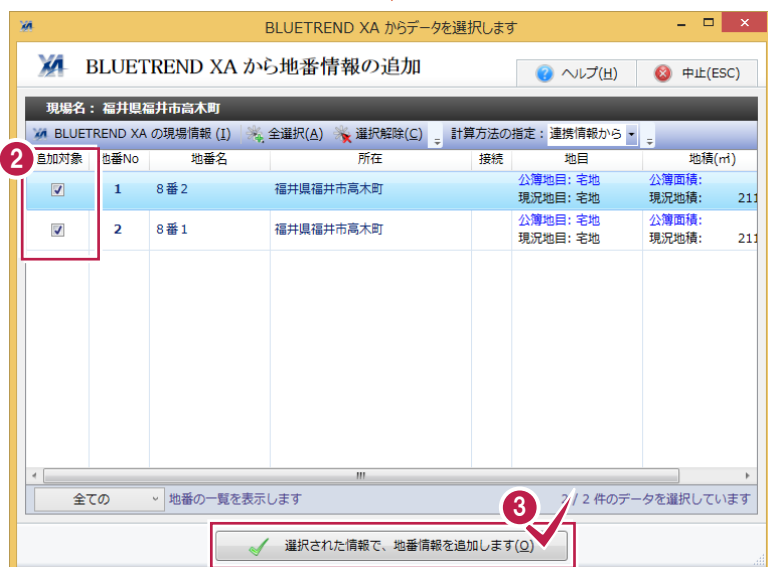 BLUETREND XA からデータを選択します
BLUETREND XA から地番情報の追加
ヘルプ(H)
中止(ESC)
現場名： 福井県福井市高木町
BLUETREND XA の現場情報 (I) 全選択(A) 選択解除(C) 計算方法の指定： 連携情報から
2
追加対象 地番No 地番名 所在 接続 地目 地積(㎡)
1 8番2 福井県福井市高木町 公簿地目: 宅地 公簿面積:
現況地目: 宅地 現況地積: 211
2 8番1 福井県福井市高木町 公簿地目: 宅地 公簿面積:
現況地目: 宅地 現況地積: 211
全ての 地番の一覧を表示します 2 / 2 件のデータを選択しています
3
選択された情報で、地番情報を追加します(O)